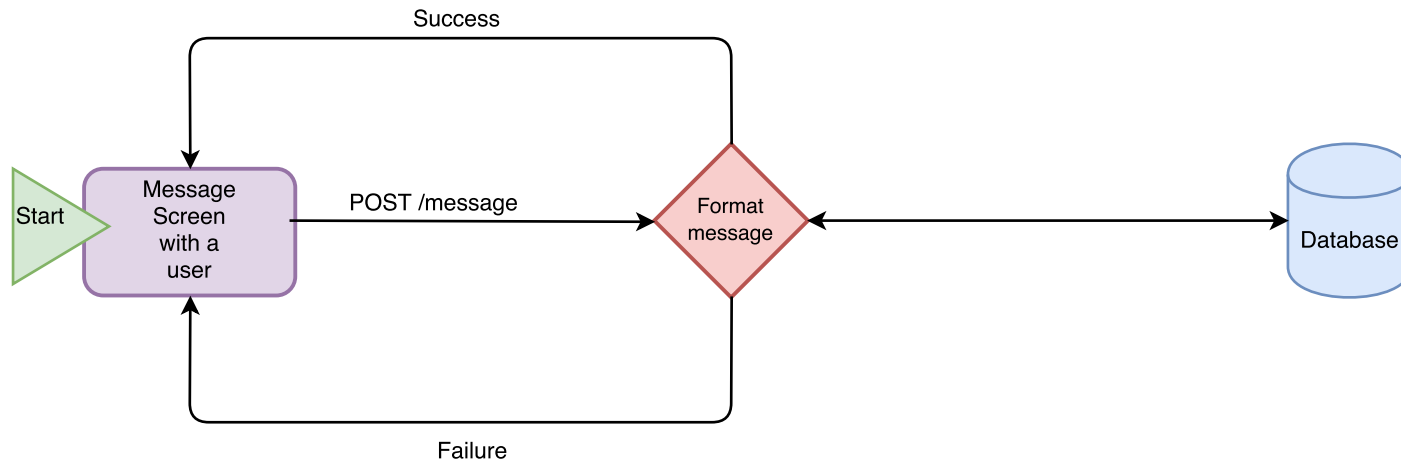 Success
Start
Message
Screen
with a
user
POST /message
Format
message
Database
Failure